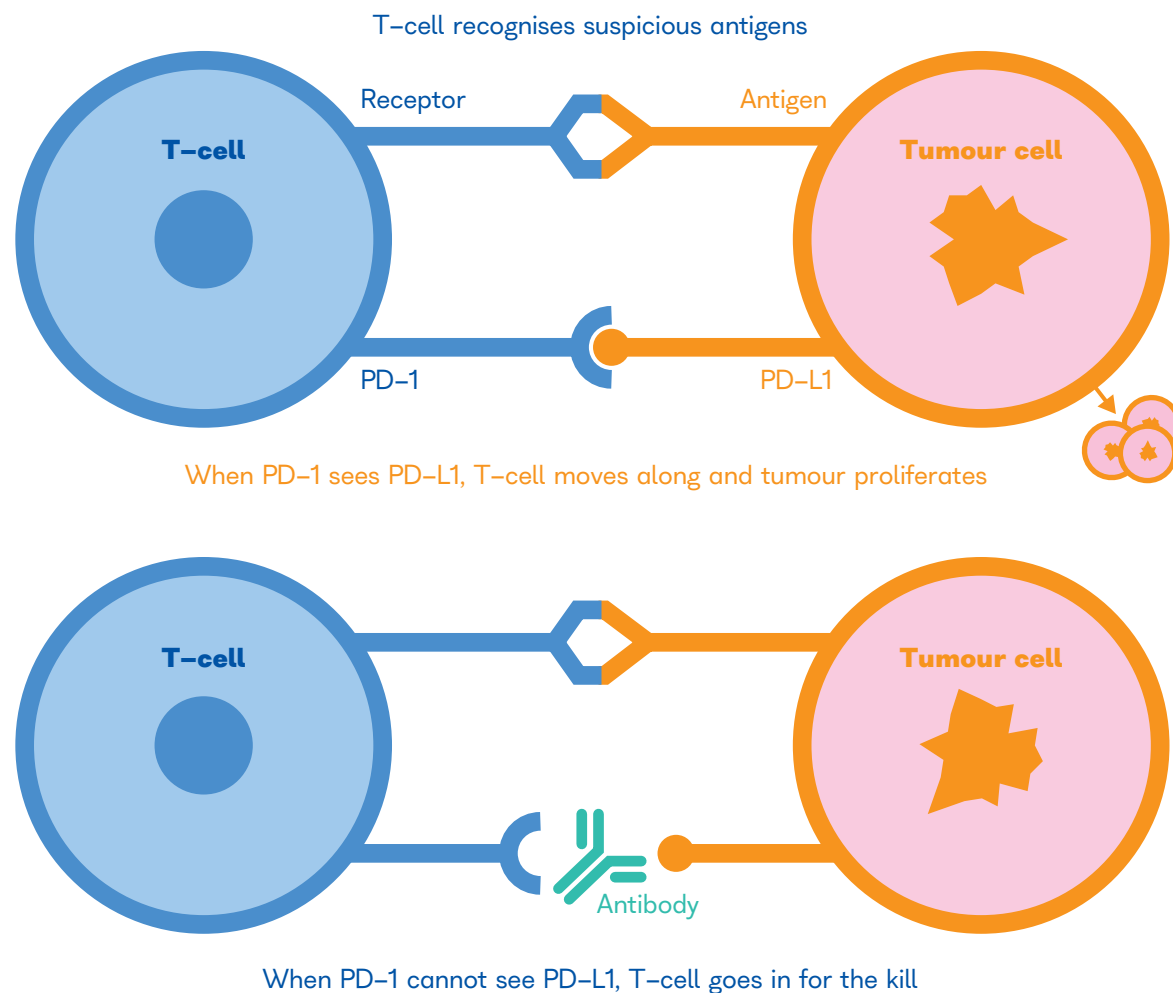 T–cell recognises suspicious antigens
Receptor
Antigen
T–cell
Tumour cell
PD–1
PD–L1
When PD–1 sees PD–L1, T–cell moves along and tumour proliferates
T–cell
Tumour cell
Antibody
When PD–1 cannot see PD–L1, T–cell goes in for the kill